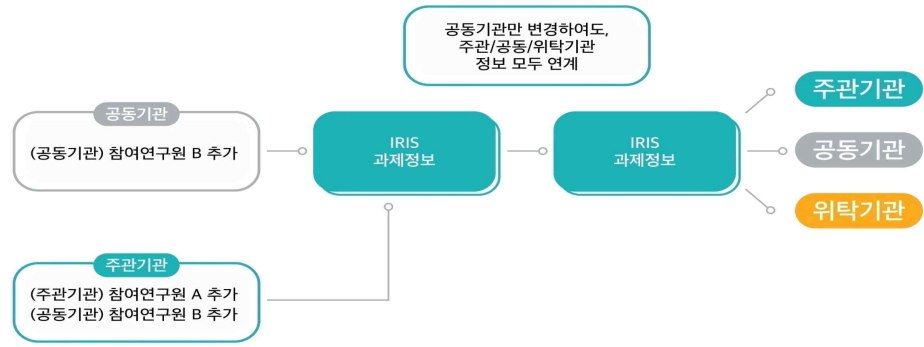 공동기관만 변경하여도,
주관/공동/위탁기관
정보 모두 연계
공동기관
(공동기관) 참여연구원 B 추가
IRIS
과제정보
IRIS
과제정보
주관기관
공동기관
위탁기관
주관기관
(주관기관) 참여연구원 A 추가
(공동기관) 참여연구원 B 추가